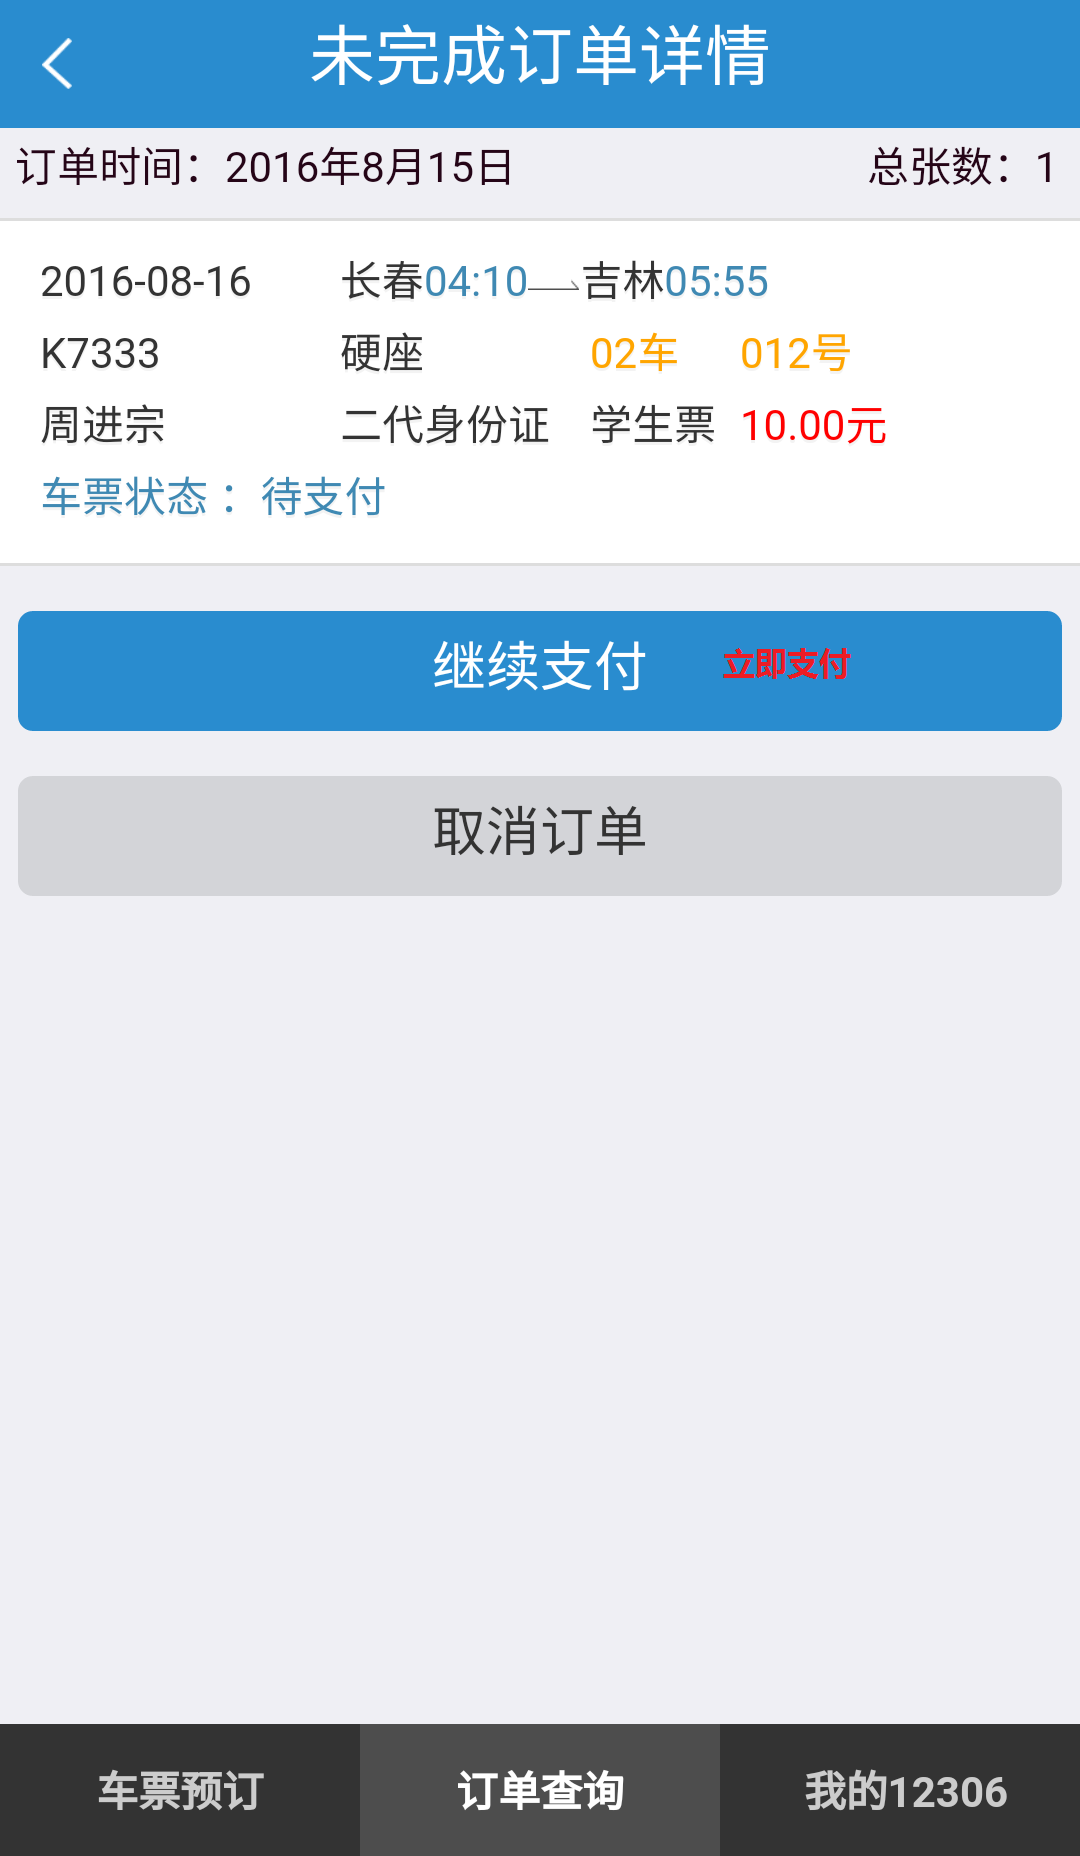 未完成订单详情
订单时间：2016年8月15日 总张数：1
2016-08-16 长春04:10 吉林05:55
K7333 硬座 02车 012号
周进宗 二代身份证 学生票 10.00元
车票状态 ：待支付
继续支付 立即支付
取消订单
车票预订 订单查询 我的12306